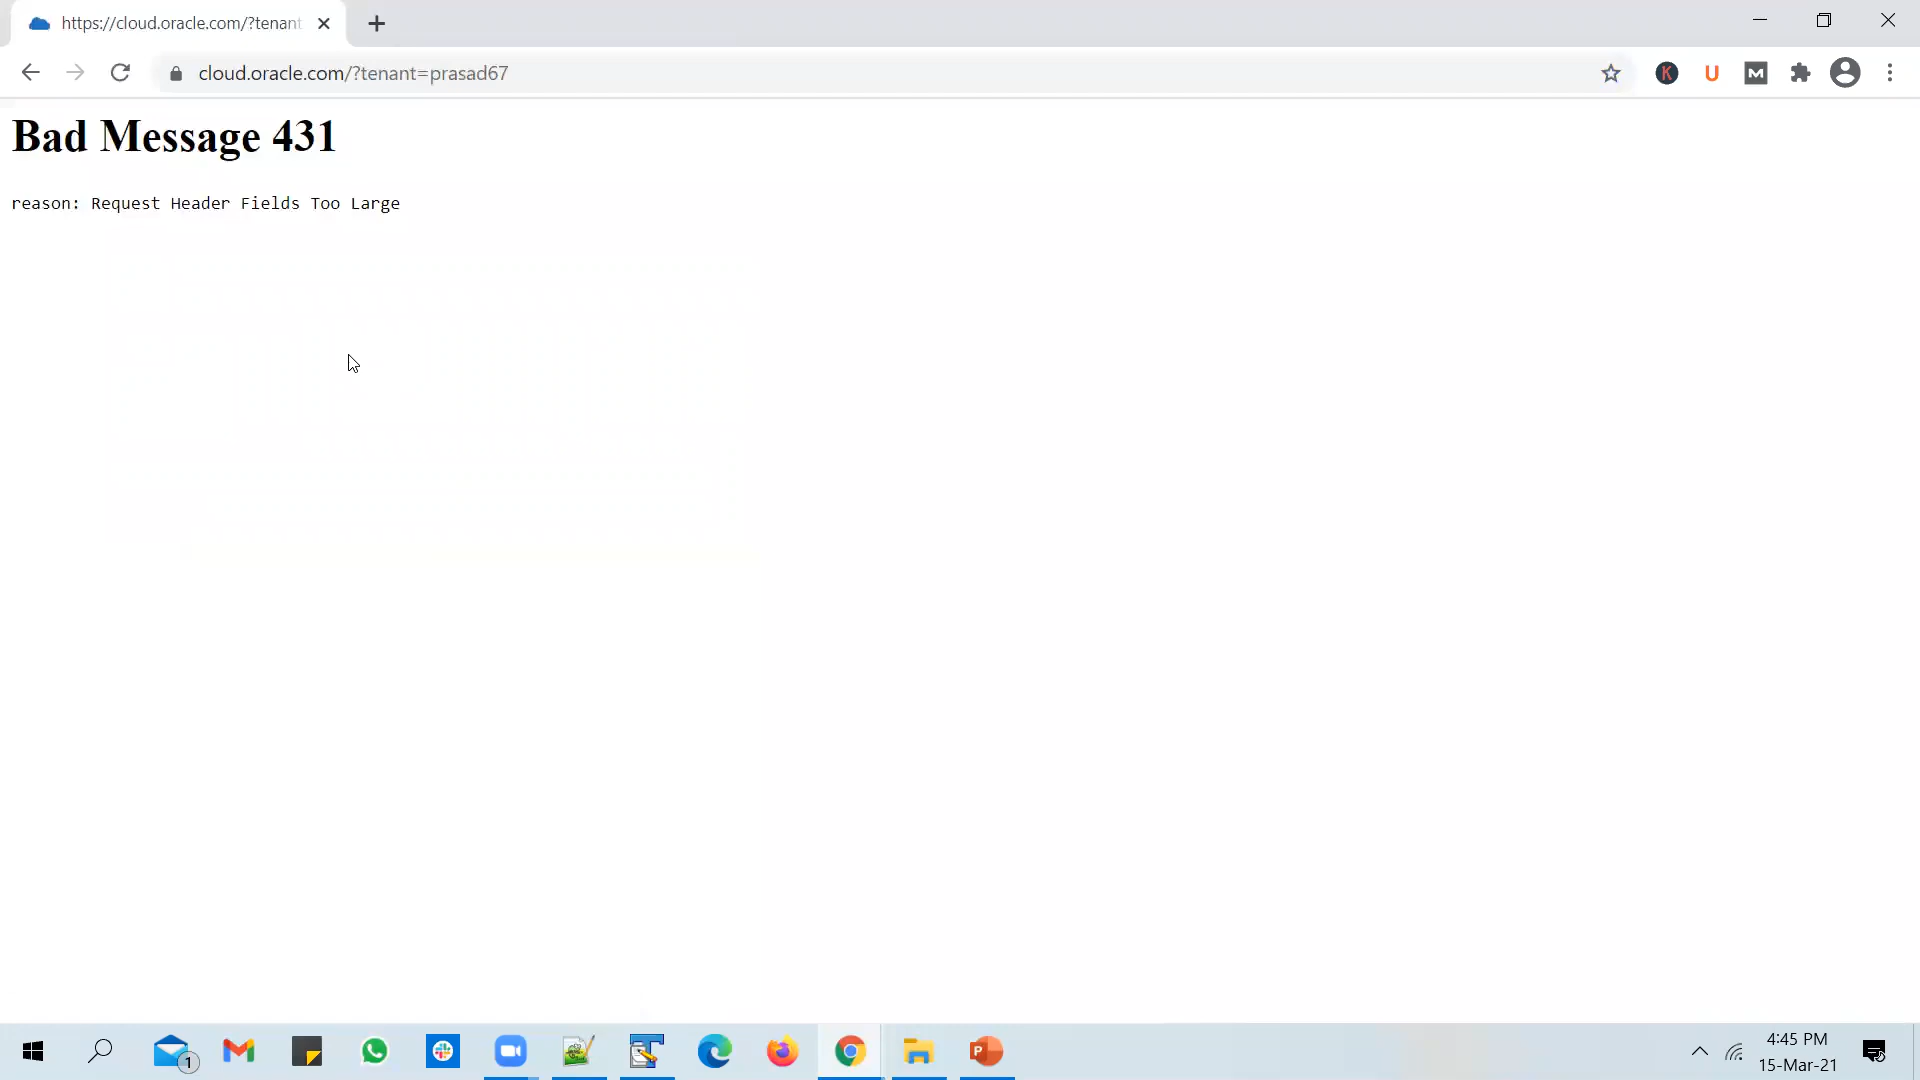 https://cloud.oracle.com/?tenant
cloud.oracle.com/?tenant=prasad67
K
U
M
Bad Message 431
reason: Request Header Fields Too Large
1
4:45 PM
15-Mar-21